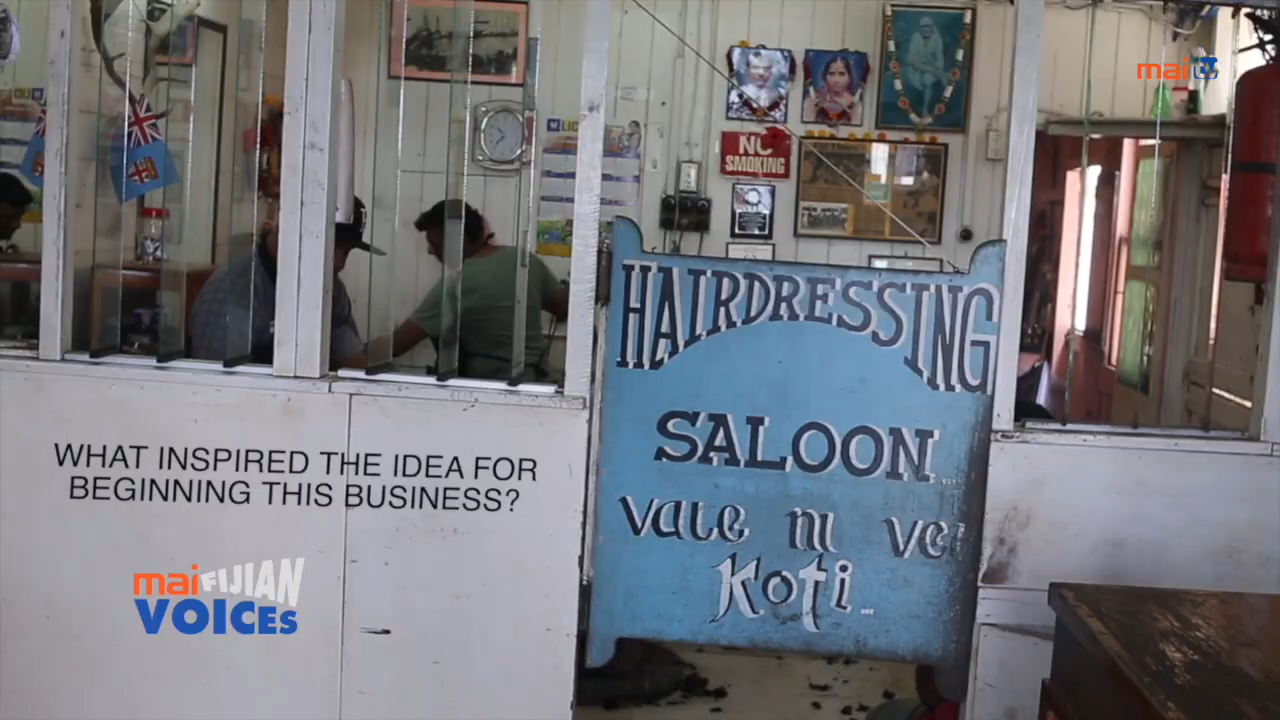 mai
NO
SMOKING
LIC
HAIRDRESSING
SALOON...
vale ni vei
Koti...
WHAT INSPIRED THE IDEA FOR
BEGINNING THIS BUSINESS?
mai FIJIAN
VOICES